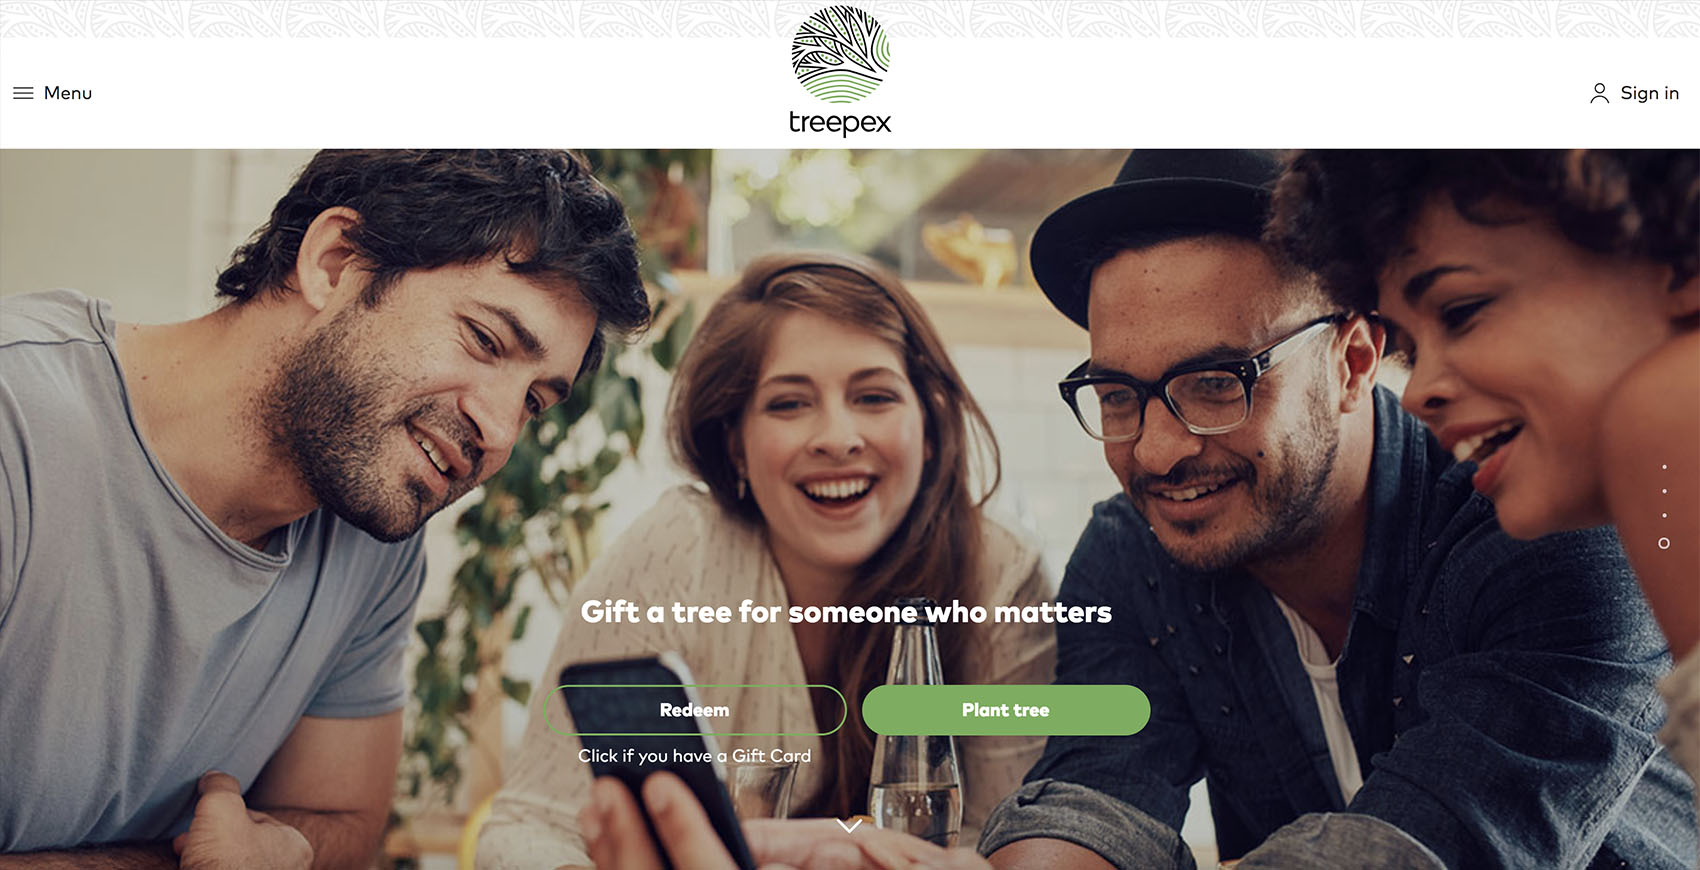 Menu
treepex
Sign in
Gift a tree for someone who matters
Redeem
Plant tree
Click if you have a Gift Card